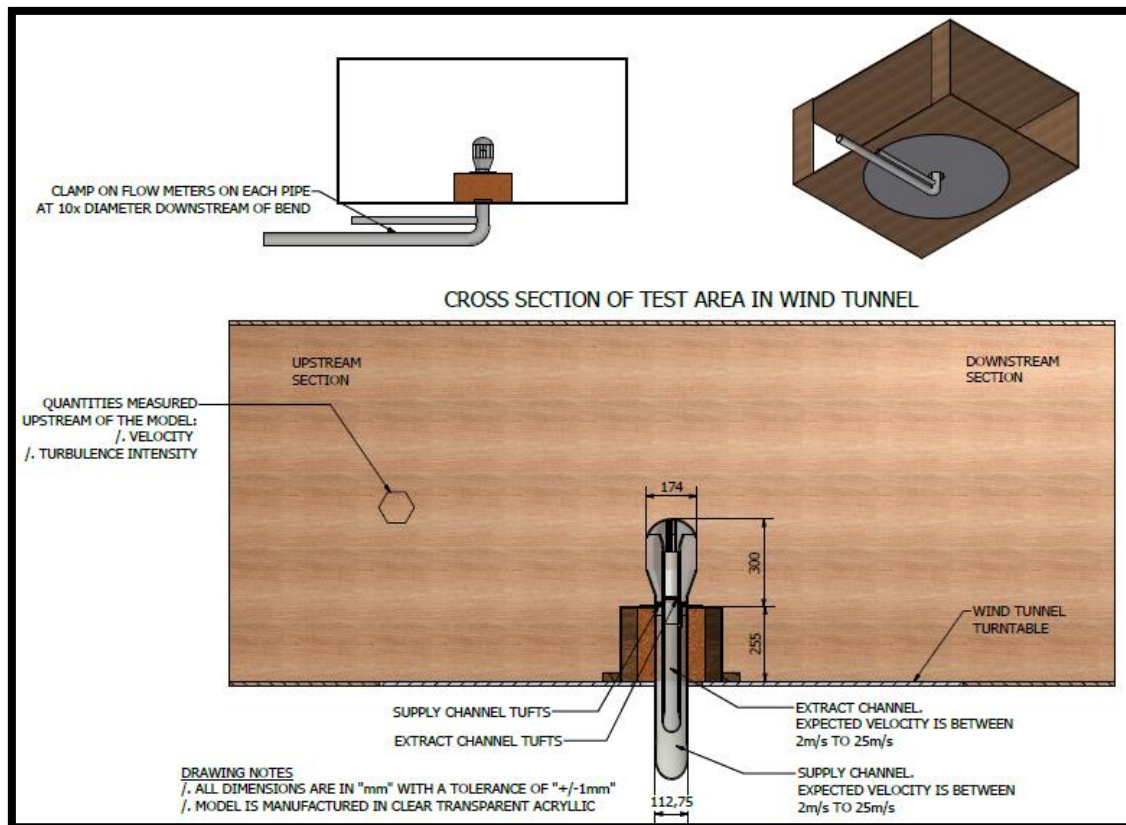 CLAMP ON FLOW METERS ON EACH PIPE
AT 10x DIAMETER DOWNSTREAM OF BEND
CROSS SECTION OF TEST AREA IN WIND TUNNEL
UPSTREAM
SECTION
DOWNSTREAM
SECTION
QUANTITIES MEASURED
UPSTREAM OF THE MODEL:
/. VELOCITY
/. TURBULENCE INTENSITY
174
300
255
WIND TUNNEL
TURNTABLE
SUPPLY CHANNEL TUFTS
EXTRACT CHANNEL TUFTS
EXTRACT CHANNEL.
EXPECTED VELOCITY IS BETWEEN
2m/s TO 25m/s
SUPPLY CHANNEL.
EXPECTED VELOCITY IS BETWEEN
2m/s TO 25m/s
DRAWING NOTES
/. ALL DIMENSIONS ARE IN "mm" WITH A TOLERANCE OF "+/-1mm"
/. MODEL IS MANUFACTURED IN CLEAR TRANSPARENT ACRYLLIC
112,75